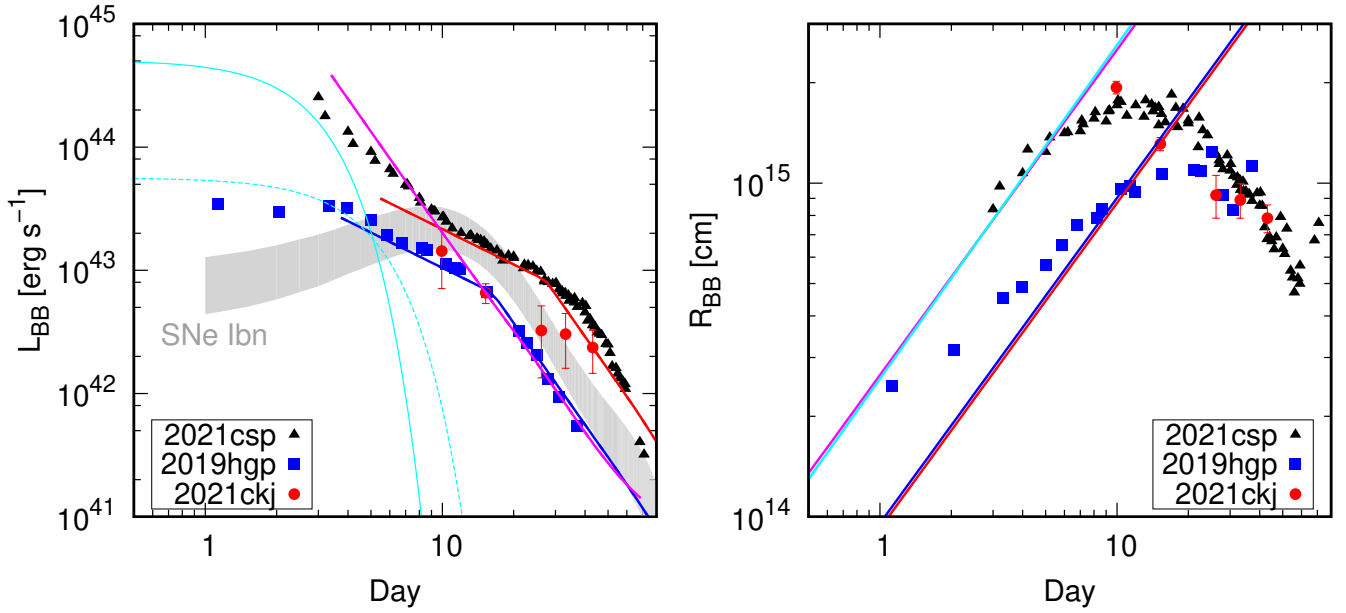 10^45
10^44
10^43
10^42
10^41
L_BB [erg s^−1]
SNe Ibn
2021csp
2019hgp
2021ckj
1
10
Day
10^15
10^14
R_BB [cm]
2021csp
2019hgp
2021ckj
1
10
Day